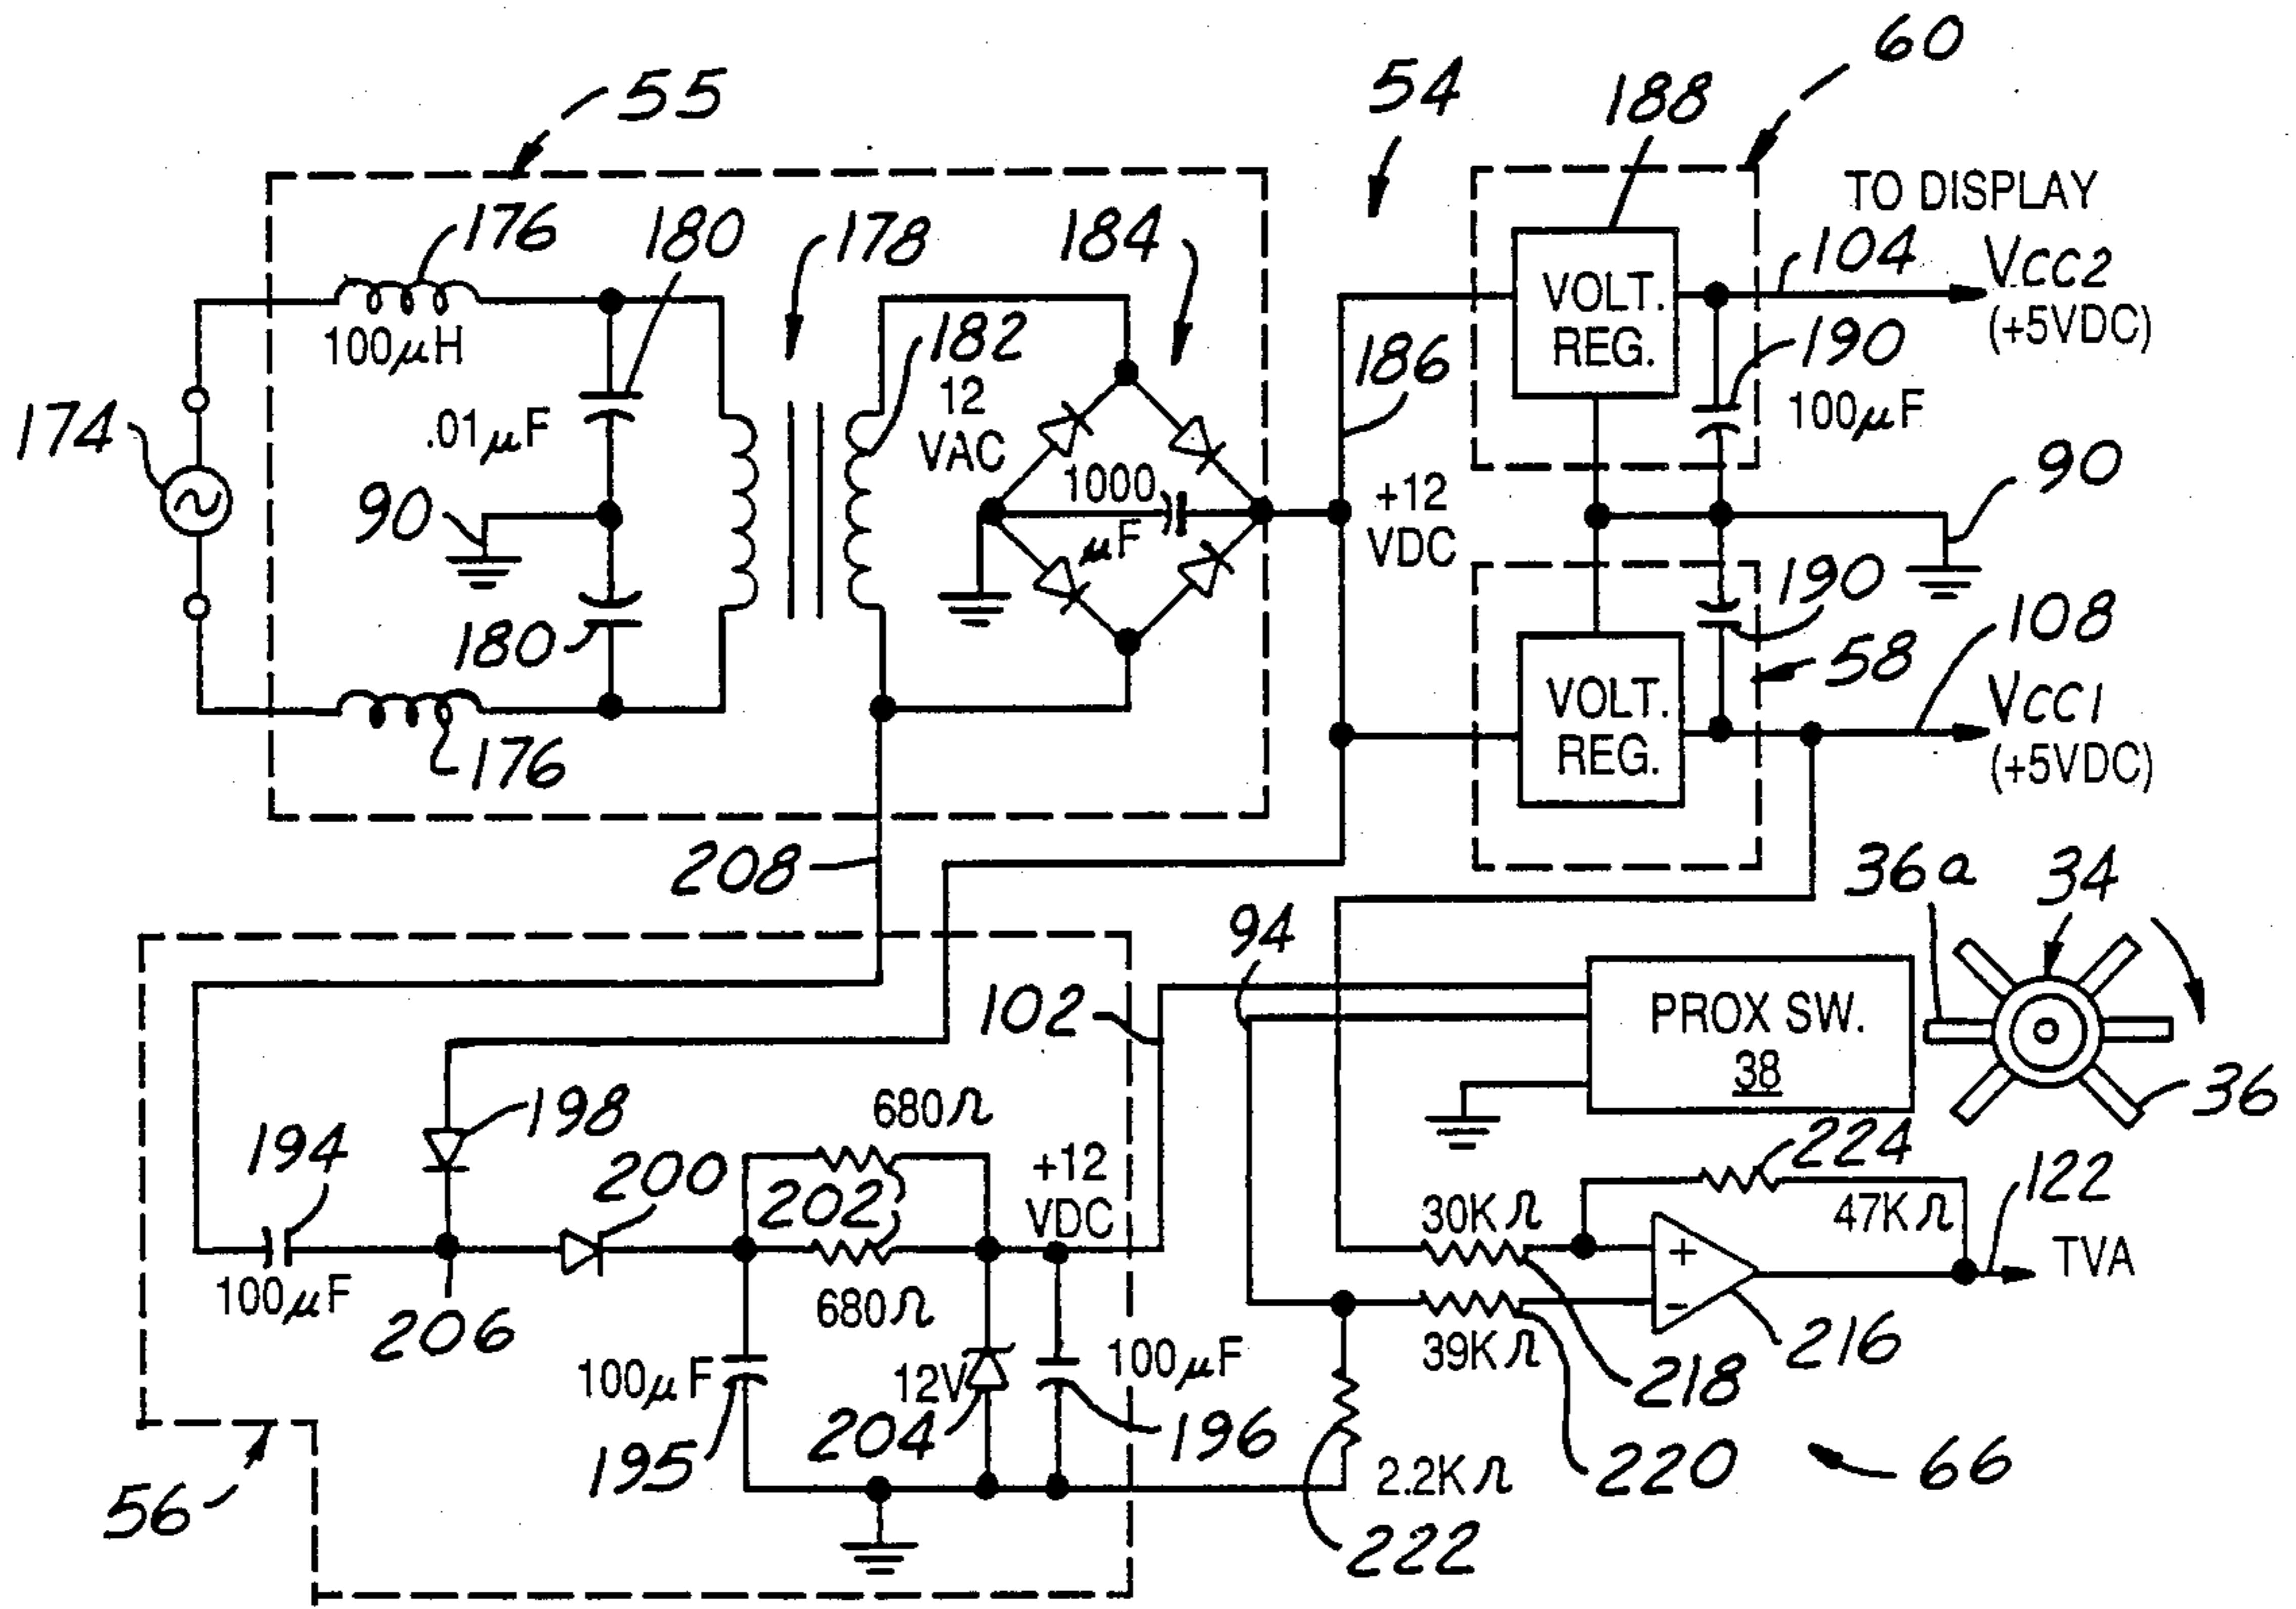 60
55
54
188
TO DISPLAY
176
180
178
184
104
VCC2
(+5VDC)
100μH
182
12
VAC
186
VOLT.
REG.
190
100μF
174
.01μF
1000
μF
+12
VDC
90
90
180
190
108
58
VCC1
(+5VDC)
176
VOLT.
REG.
208
36a
34
94
102
PROX SW.
38
36
198
680Ω
194
200
202
+12
VDC
224
30KΩ
47KΩ
122
TVA
+
-
100μF
206
680Ω
39KΩ
218
216
100μF
195
12V
204
100μF
196
220
66
56
2.2KΩ
222